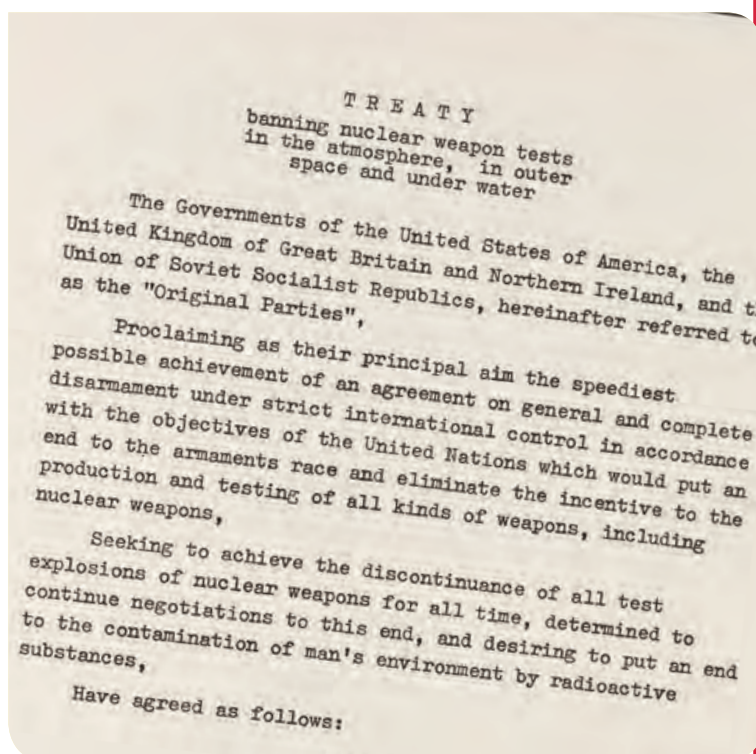 T R E A T Y
banning nuclear weapon tests
in the atmosphere, in outer
space and under water
The Governments of the United States of America, the
United Kingdom of Great Britain and Northern Ireland, and
Union of Soviet Socialist Republics, hereinafter referred to
as the "Original Parties",
Proclaiming as their principal aim the speediest
possible achievement of an agreement on general and complete
disarmament under strict international control in accordance
with the objectives of the United Nations which would put an
end to the armaments race and eliminate the incentive to the
production and testing of all kinds of weapons, including
nuclear weapons,
Seeking to achieve the discontinuance of all test
explosions of nuclear weapons for all time, determined to
continue negotiations to this end, and desiring to put an end
to the contamination of man's environment by radioactive
substances,
Have agreed as follows: